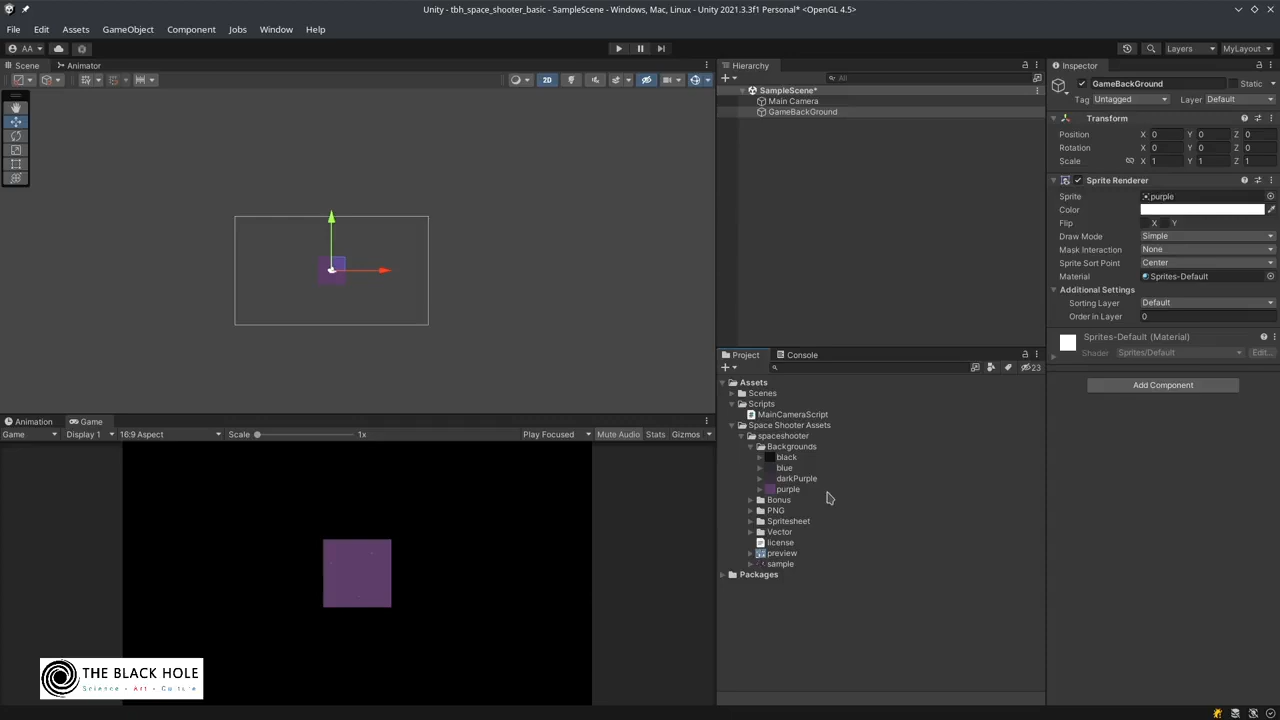 Unity - tbh_space_shooter_basic - SampleScene - Windows, Mac, Linux - Unity 2021.3.3f1 Personal* <OpenGL 4.5>
File Edit Assets GameObject Component Jobs Window Help
AA Layers MyLayout
Scene Animator
2D
Hierarchy
All
SampleScene*
Main Camera
GameBackGround
Inspector
GameBackGround Static
Tag Untagged Layer Default
Transform
Position X 0 Y 0 Z 0
Rotation X 0 Y 0 Z 0
Scale X 1 Y 1 Z 1
Sprite Renderer
Sprite purple
Color
Flip X Y
Draw Mode Simple
Mask Interaction None
Sprite Sort Point Center
Material Sprites-Default
Additional Settings
Sorting Layer Default
Order in Layer 0
Sprites-Default (Material)
Shader Sprites/Default Edit...
Add Component
Project Console
23
Assets
Scenes
Scripts
MainCameraScript
Space Shooter Assets
spaceshooter
Backgrounds
black
blue
darkPurple
purple
Bonus
PNG
Spritesheet
Vector
license
preview
sample
Packages
Animation Game
Game Display 1 16:9 Aspect Scale 1x Play Focused Mute Audio Stats Gizmos
THE BLACK HOLE
Science • Art • Culture